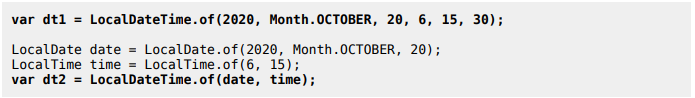 var dt1 = LocalDateTime.of(2020, Month.OCTOBER, 20, 6, 15, 30);
LocalDate date = LocalDate.of(2020, Month.OCTOBER, 20);
LocalTime time = LocalTime.of(6, 15);
var dt2 = LocalDateTime.of(date, time);